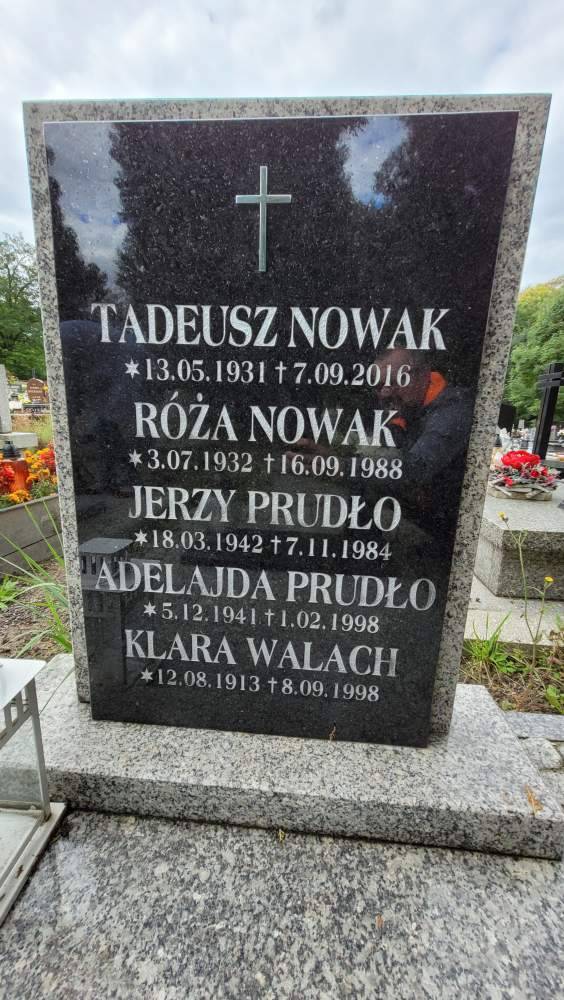 TADEUSZ NOWAK
*13.05.1931 †7.09.2016
RÓŻA NOWAK
*3.07.1932 †16.09.1988
JERZY PRUDŁO
*18.03.1942 †7.11.1984
ADELAJDA PRUDŁO
*5.12.1941 †1.02.1998
KLARA WALACH
*12.08.1913 †8.09.1998